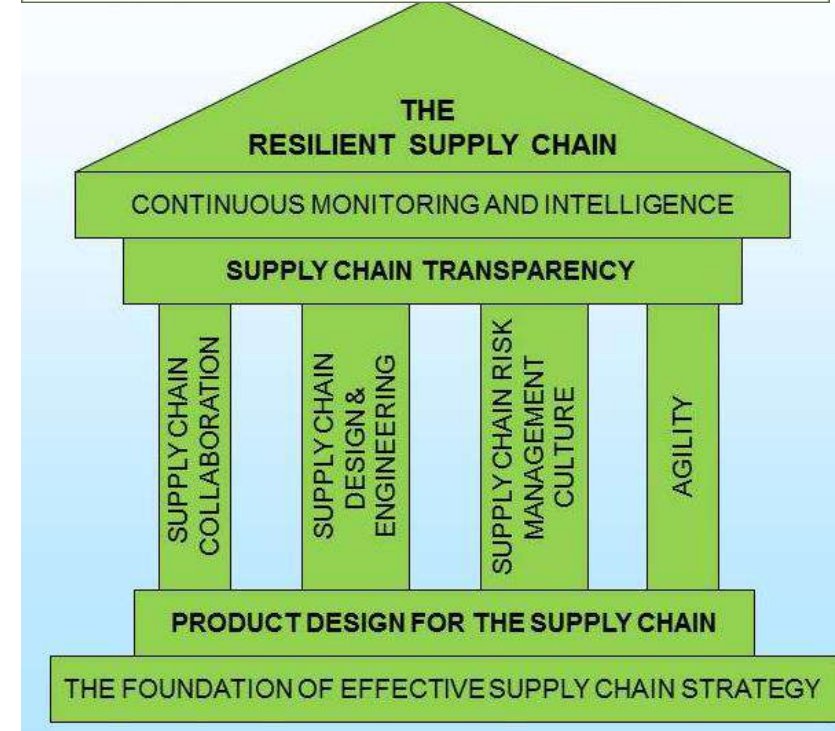 THE
RESILIENT SUPPLY CHAIN
CONTINUOUS MONITORING AND INTELLIGENCE
SUPPLY CHAIN TRANSPARENCY
SUPPLY CHAIN
COLLABORATION
SUPPLY CHAIN
DESIGN &
ENGINEERING
SUPPLY CHAIN RISK
MANAGEMENT
CULTURE
AGILITY
PRODUCT DESIGN FOR THE SUPPLY CHAIN
THE FOUNDATION OF EFFECTIVE SUPPLY CHAIN STRATEGY